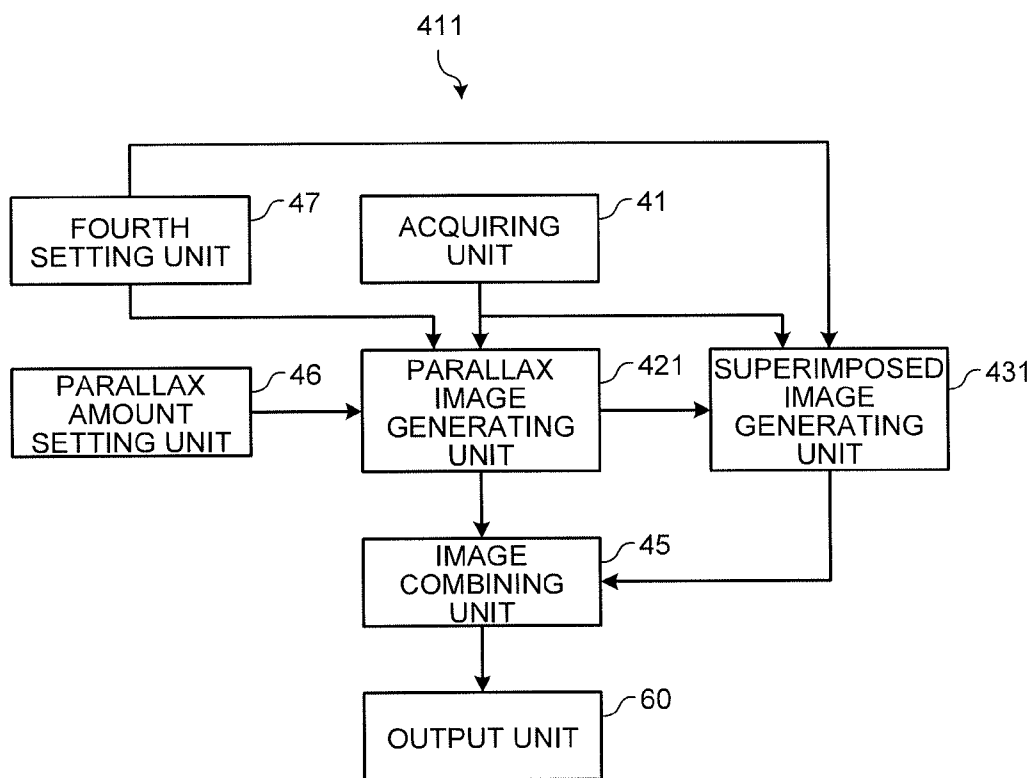 411
FOURTH
SETTING UNIT
47
ACQUIRING
UNIT
41
PARALLAX
AMOUNT
SETTING UNIT
46
PARALLAX
IMAGE
GENERATING
UNIT
421
SUPERIMPOSED
IMAGE
GENERATING
UNIT
431
IMAGE
COMBINING
UNIT
45
OUTPUT UNIT
60